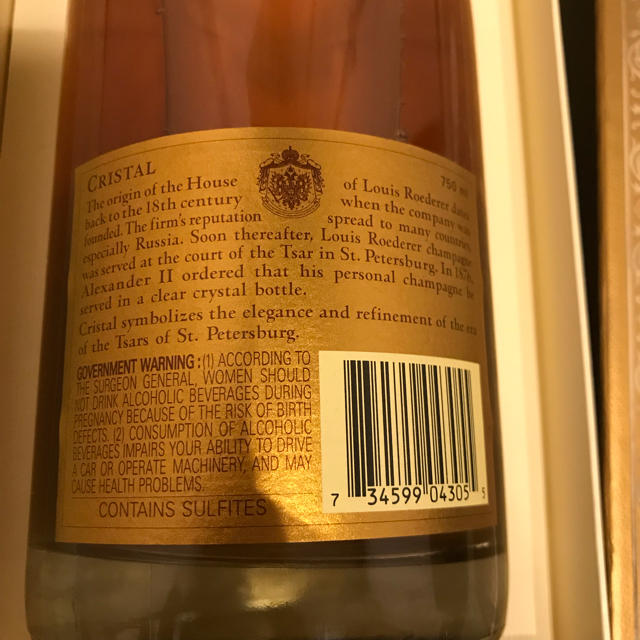 CRISTAL
750 ml
The origin of the House of Louis Roederer dates
back to the 18th century when the company was
founded. The firm's reputation spread to many countries,
especially Russia. Soon thereafter, Louis Roederer champagne
was served at the court of the Tsar in St. Petersburg. In 1876,
Alexander II ordered that his personal champagne be
served in a clear crystal bottle.
Cristal symbolizes the elegance and refinement of the era
of the Tsars of St. Petersburg.
GOVERNMENT WARNING : (1) ACCORDING TO
THE SURGEON GENERAL, WOMEN SHOULD
NOT DRINK ALCOHOLIC BEVERAGES DURING
PREGNANCY BECAUSE OF THE RISK OF BIRTH
DEFECTS. (2) CONSUMPTION OF ALCOHOLIC
BEVERAGES IMPAIRS YOUR ABILITY TO DRIVE
A CAR OR OPERATE MACHINERY, AND MAY
CAUSE HEALTH PROBLEMS.
CONTAINS SULFITES
7 34599 04305 5